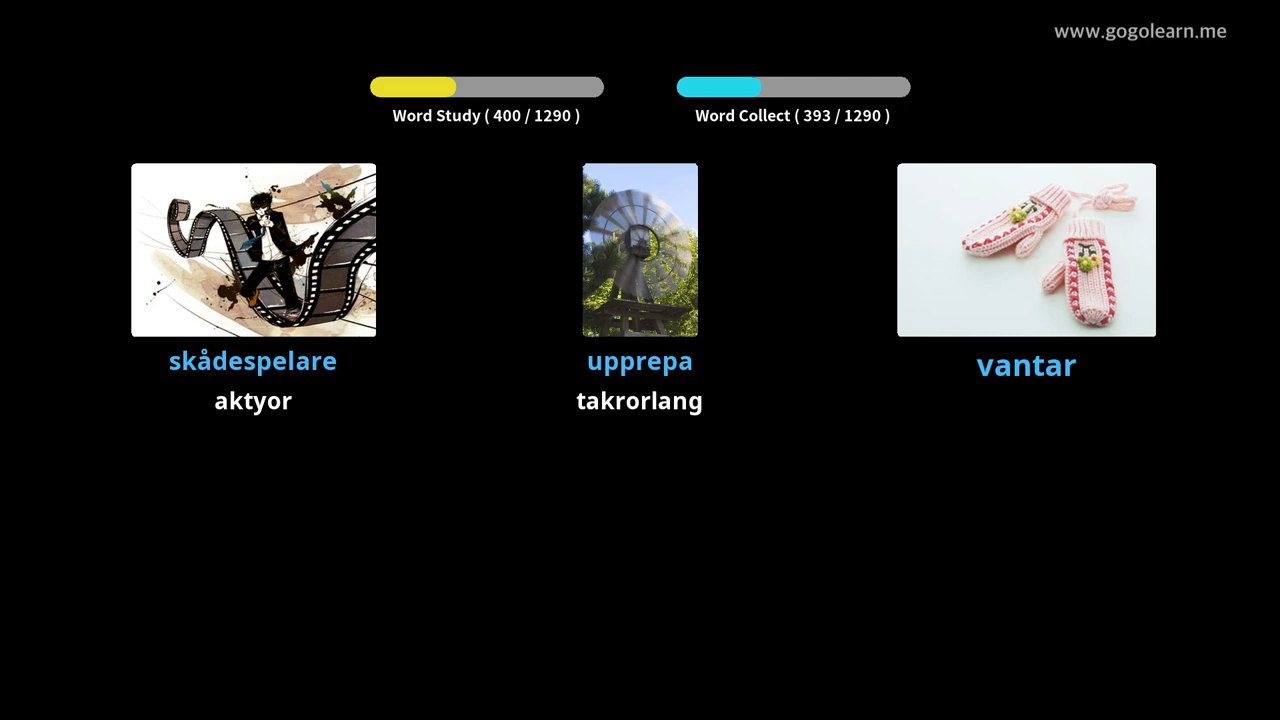 www.gogolearn.me
Word Study ( 400 / 1290 )
Word Collect ( 393 / 1290 )
skådespelare
aktyor
upprepa
takrorlang
vantar